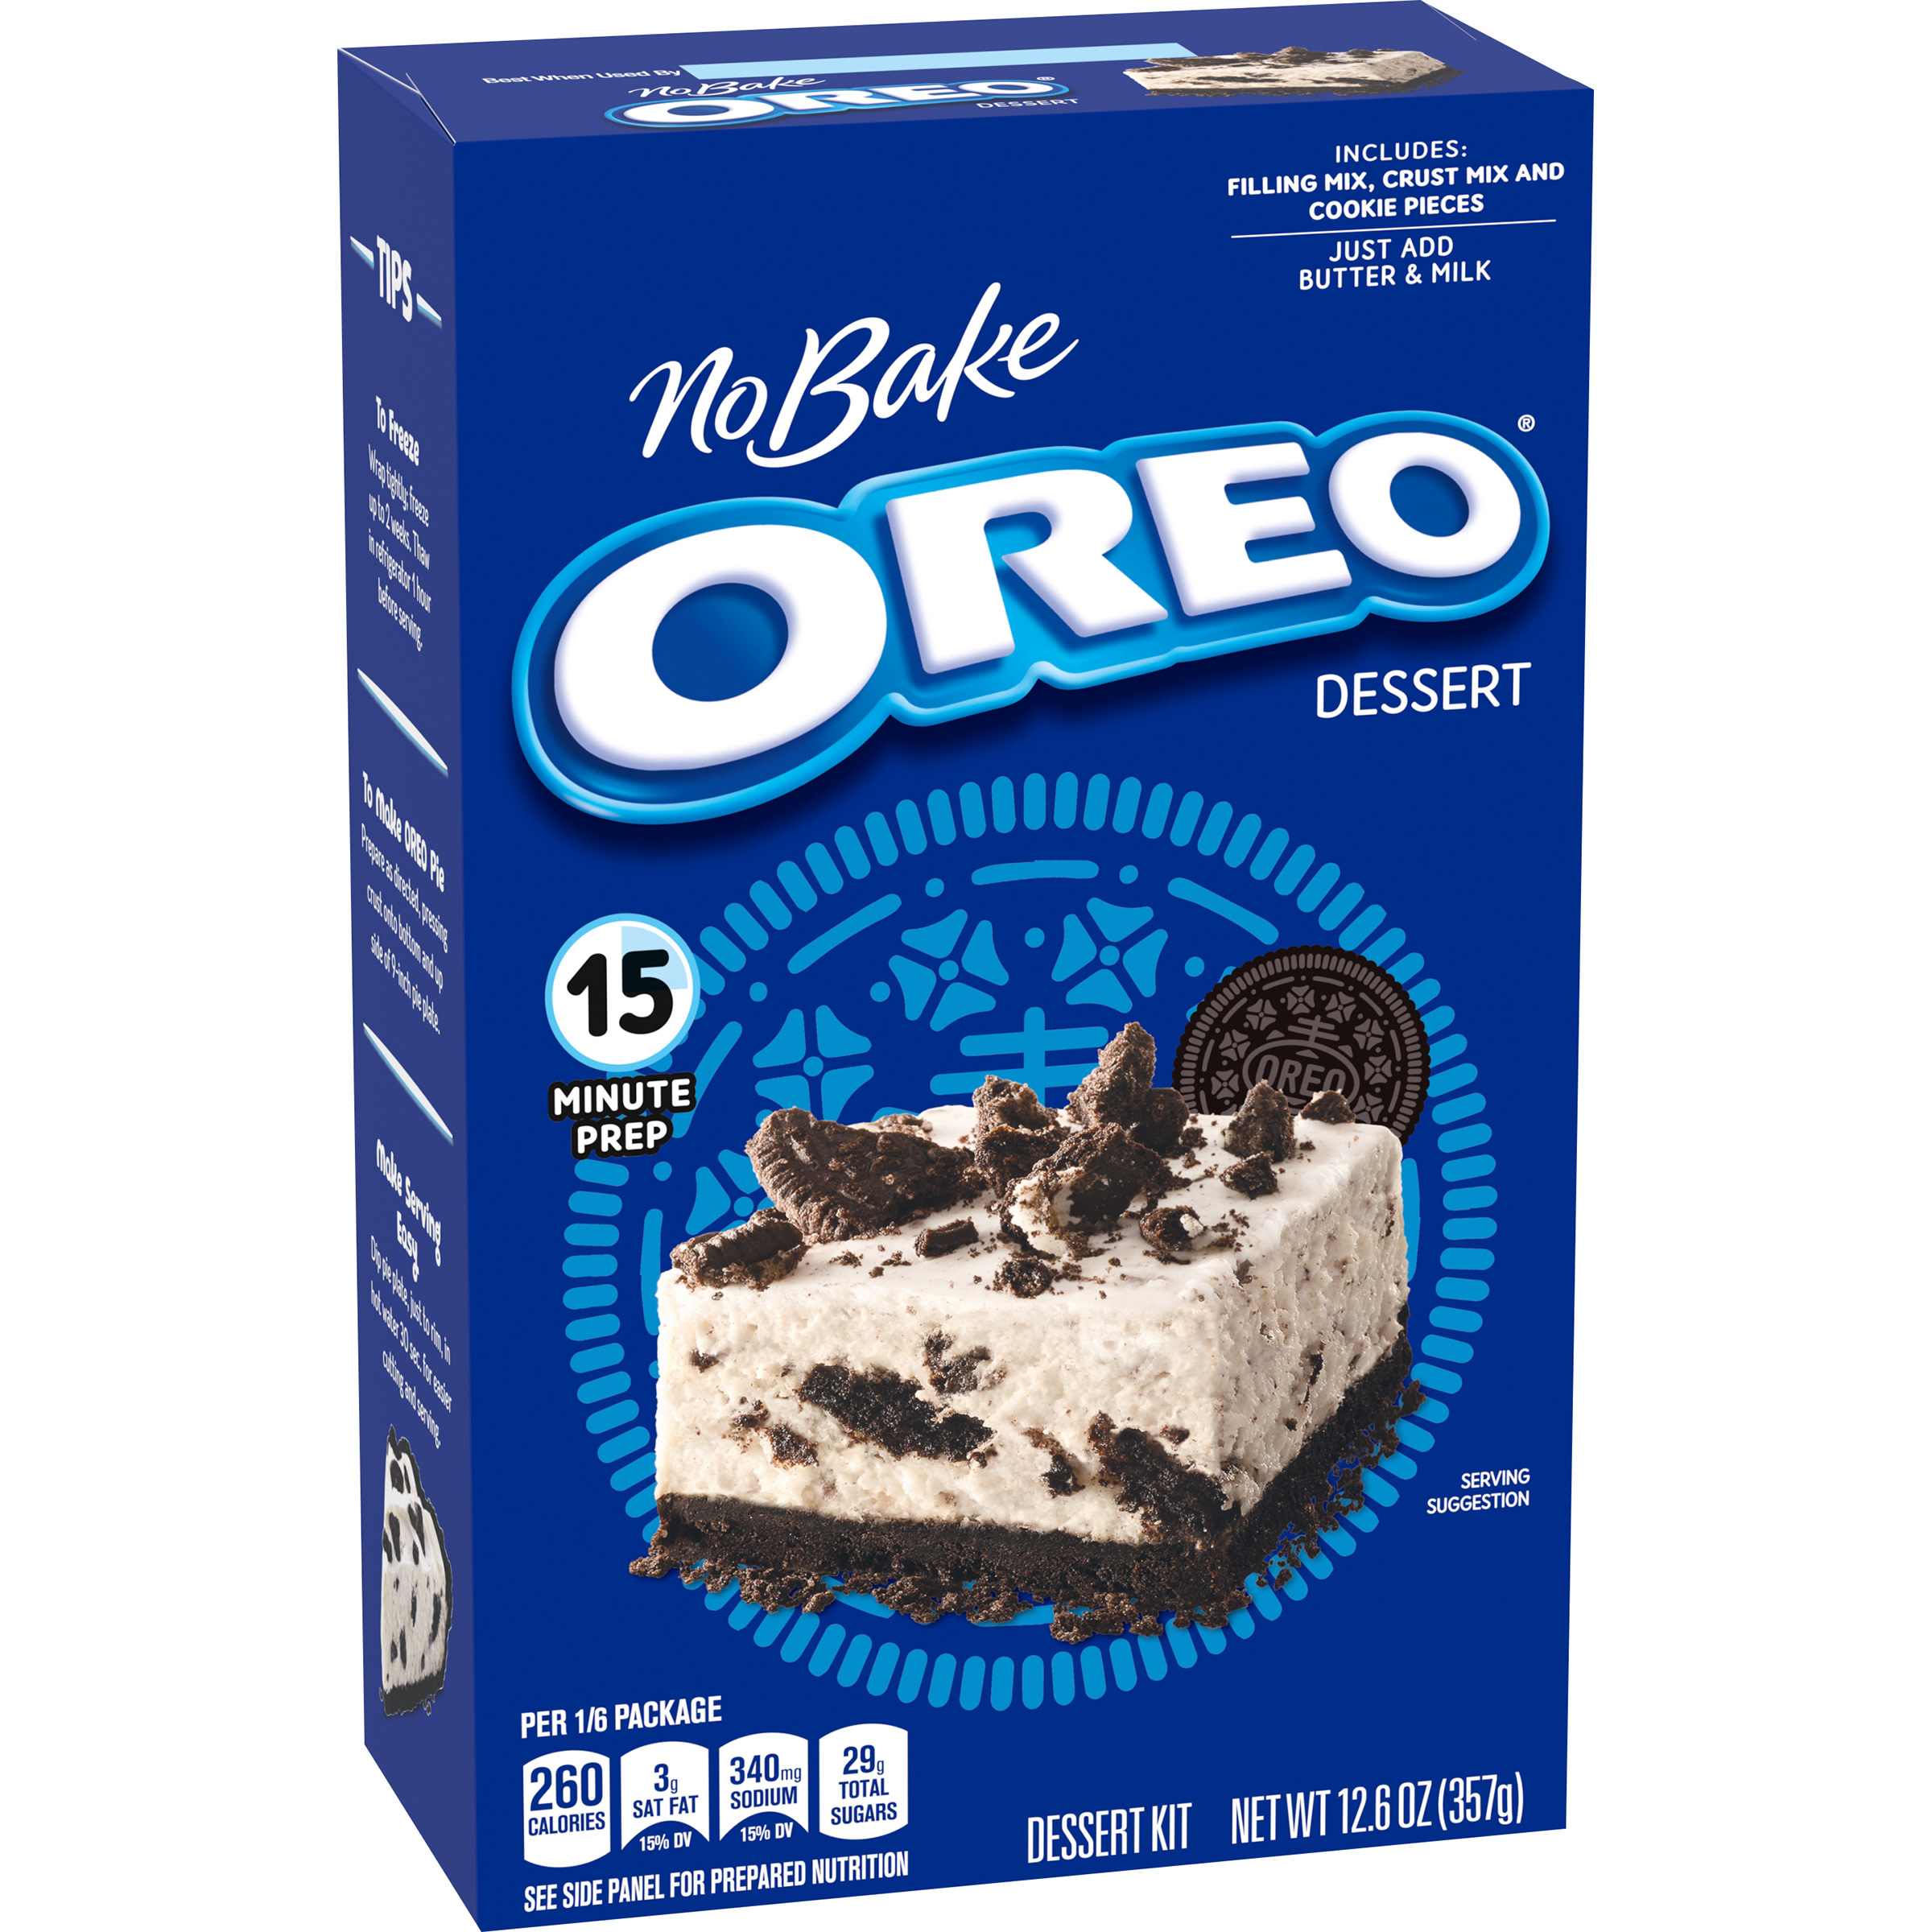 Best When Used By
No Bake
OREO®
DESSERT
INCLUDES:
FILLING MIX, CRUST MIX AND
COOKIE PIECES
JUST ADD
BUTTER & MILK
No Bake
OREO®
DESSERT
15
MINUTE
PREP
OREO
SERVING
SUGGESTION
PER 1/6 PACKAGE
260
CALORIES
3g
SAT FAT
15% DV
340mg
SODIUM
15% DV
29g
TOTAL
SUGARS
SEE SIDE PANEL FOR PREPARED NUTRITION
DESSERT KIT NET WT 12.6 OZ (357g)
TIPS
To Freeze
Wrap tightly; freeze
up to 2 weeks. Thaw
in refrigerator 1 hour
before serving.
To Make OREO Pie
Prepare as directed, pressing
crust onto bottom and up
side of 9-inch pie plate.
Make Serving
Easy
Dip pie plate, just to rim, in
hot water 30 sec. for easier
cutting and serving.